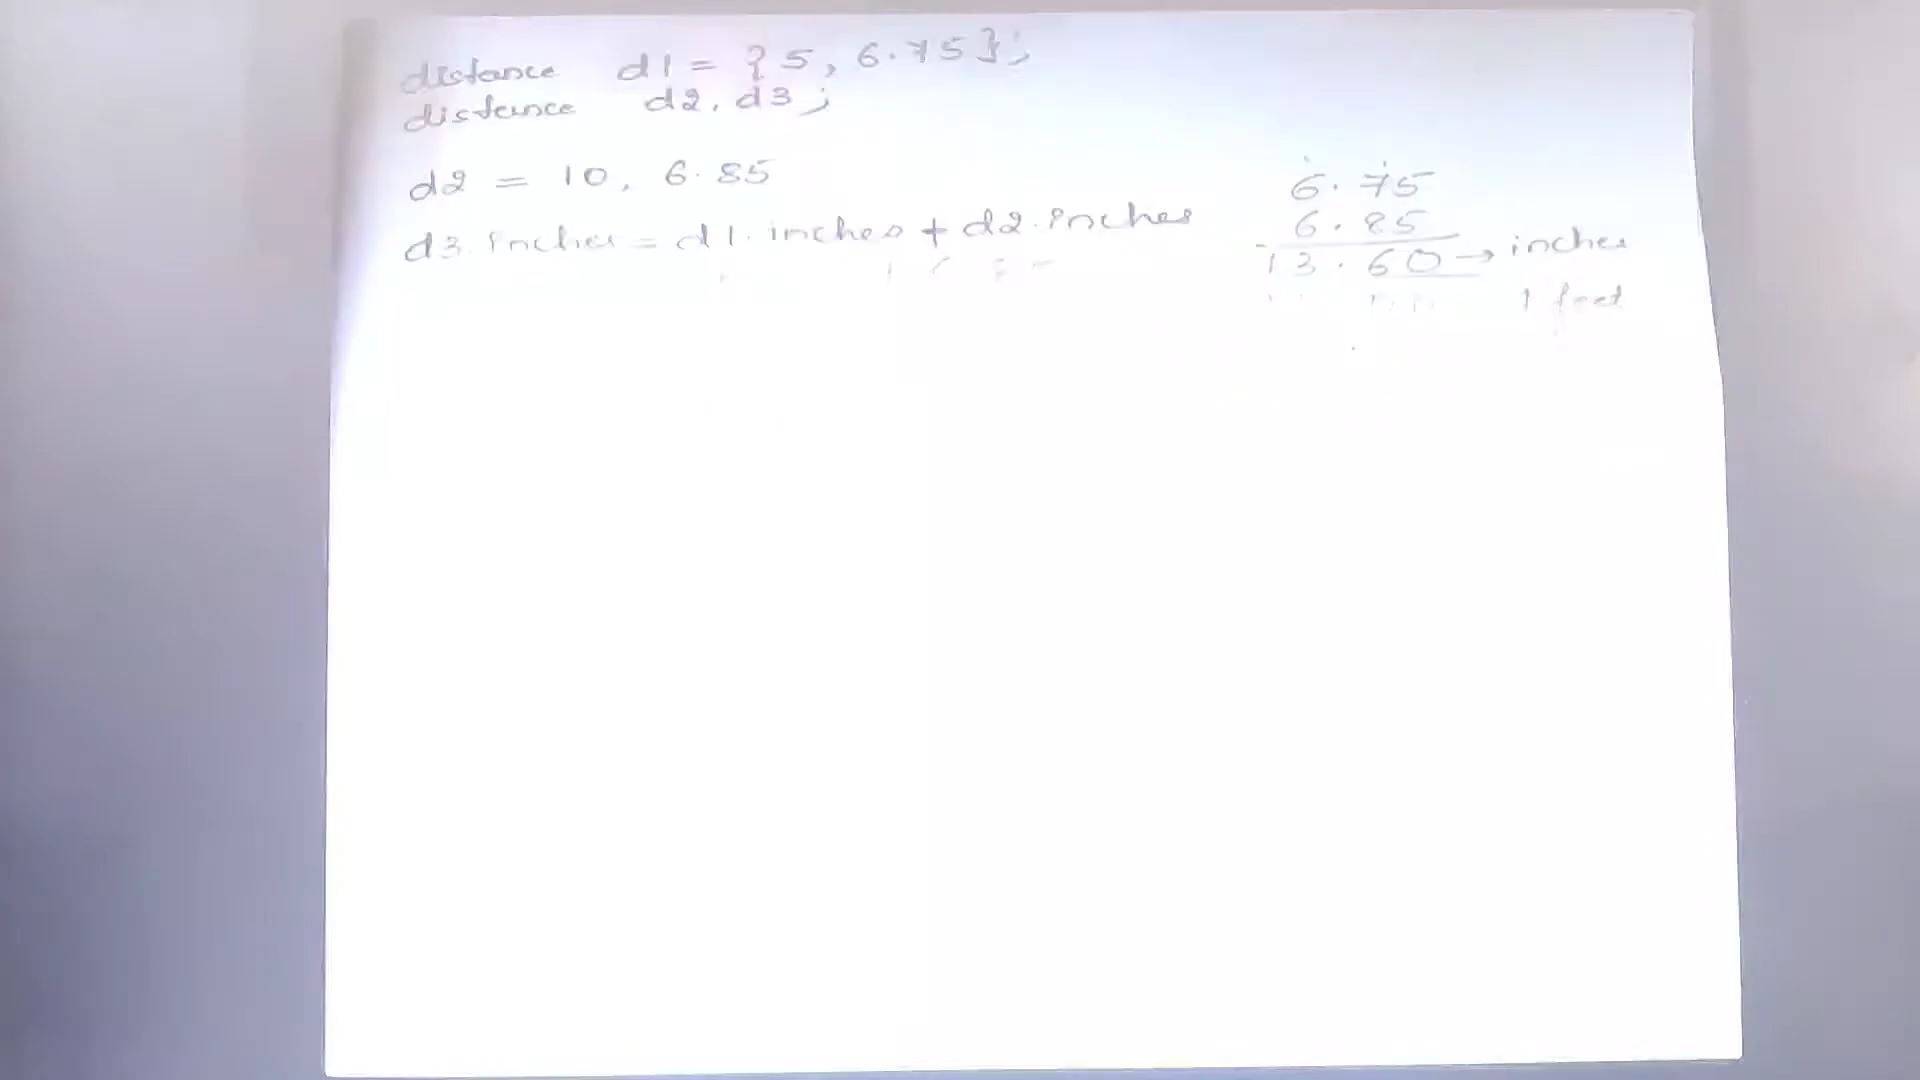 distance d1 = {5, 6.75};
distance d2, d3;
d2 = 10, 6.85
d3.inches = d1.inches + d2.inches
6.75
6.85
13.60 → inches
1 feet